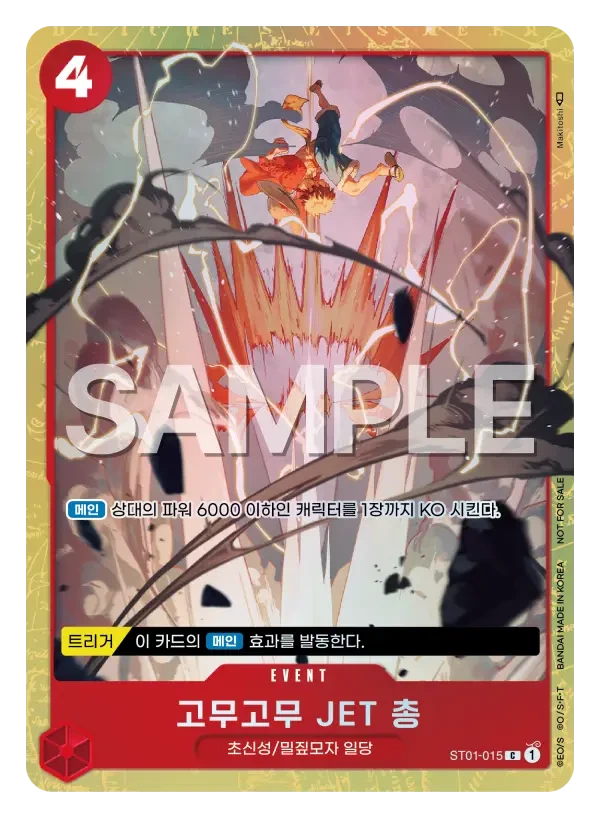 4
Makitoshi
SAMPLE
메인 상대의 파워 6000 이하인 캐릭터를 1장까지 KO 시킨다.
트리거 이 카드의 메인 효과를 발동한다.
EVENT
고무고무 JET 총
초신성/밀짚모자 일당
ST01-015 C 1
©EO/S ©O/S·F·T BANDAI MADE IN KOREA NOT FOR SALE